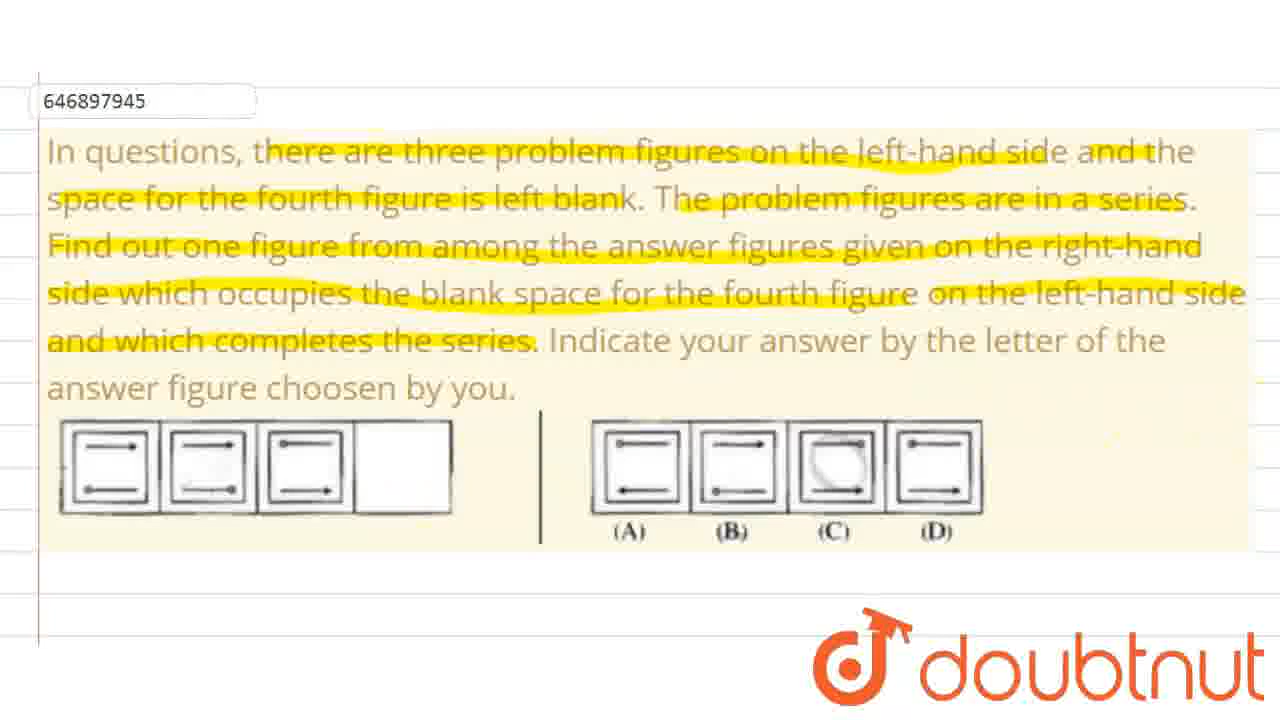 646897945
In questions, there are three problem figures on the left-hand side and the
space for the fourth figure is left blank. The problem figures are in a series.
Find out one figure from among the answer figures given on the right-hand
side which occupies the blank space for the fourth figure on the left-hand side
and which completes the series. Indicate your answer by the letter of the
answer figure choosen by you.
(A) (B) (C) (D)
doubtnut